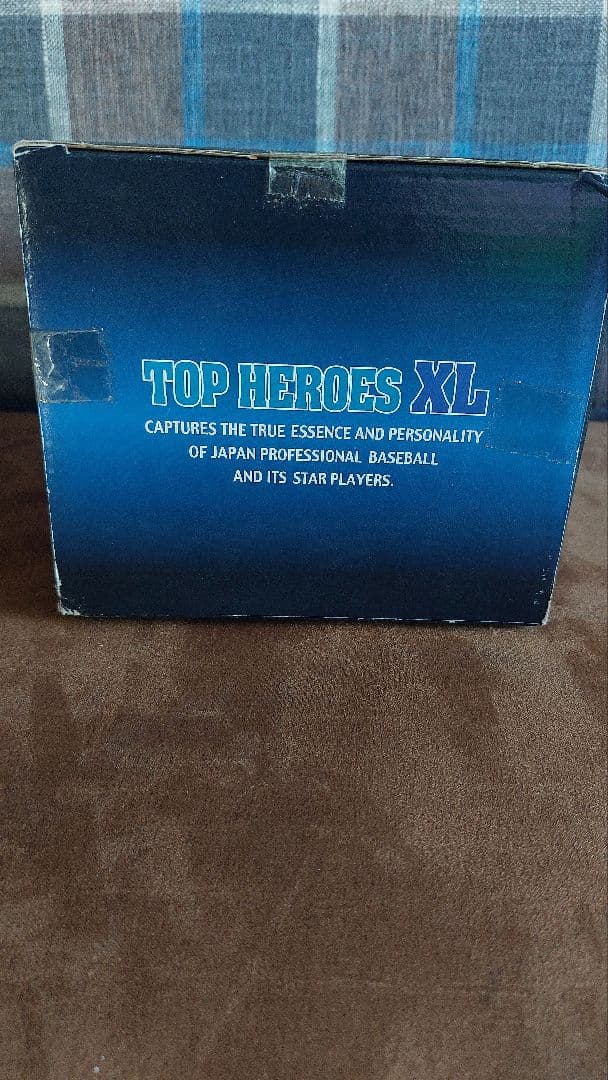 TOP HEROES XL
CAPTURES THE TRUE ESSENCE AND PERSONALITY
OF JAPAN PROFESSIONAL BASEBALL
AND ITS STAR PLAYERS.